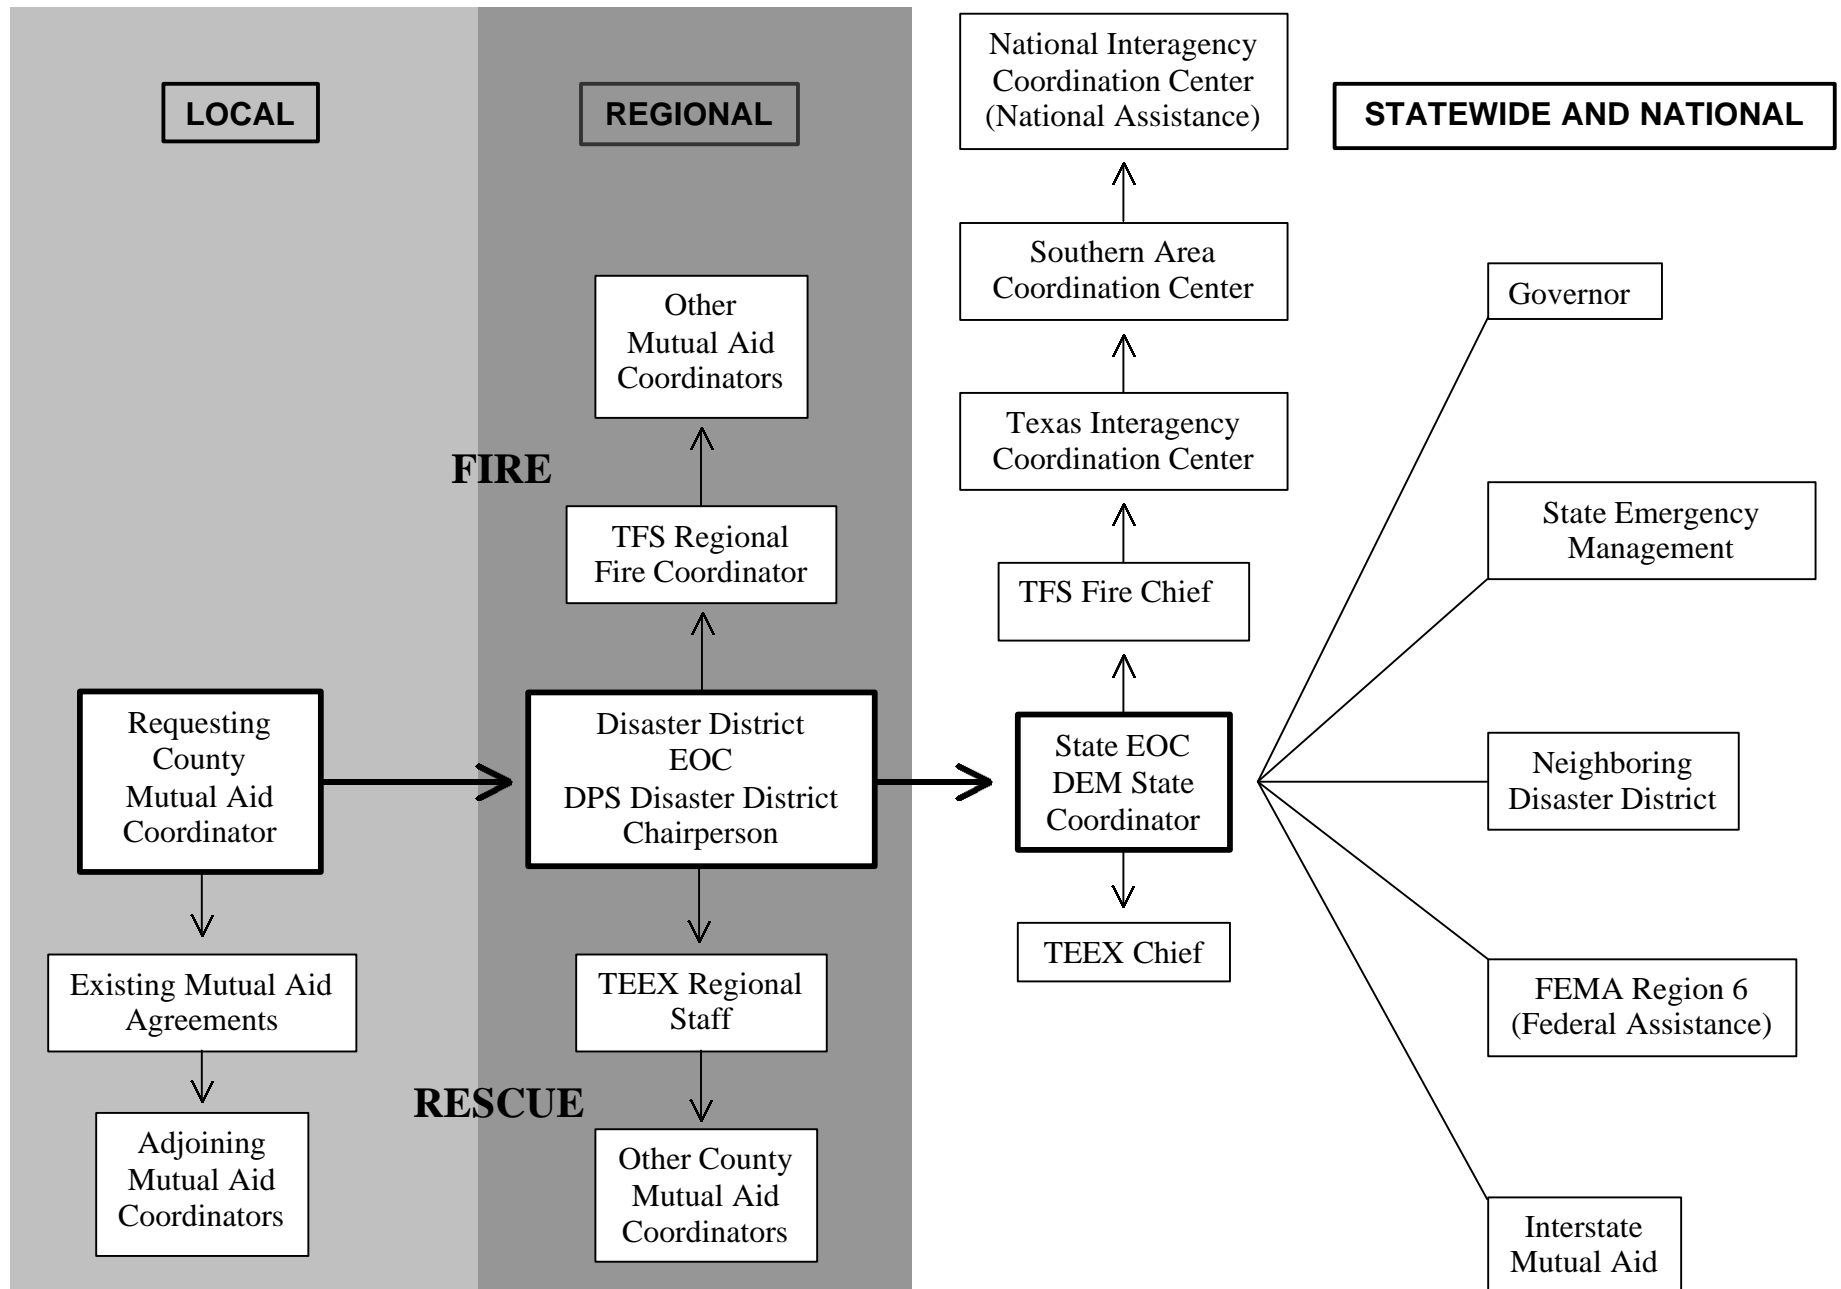 LOCAL
REGIONAL
STATEWIDE AND NATIONAL
National Interagency
Coordination Center
(National Assistance)
Southern Area
Coordination Center
Texas Interagency
Coordination Center
TFS Fire Chief
Other
Mutual Aid
Coordinators
FIRE
TFS Regional
Fire Coordinator
Requesting
County
Mutual Aid
Coordinator
Disaster District
EOC
DPS Disaster District
Chairperson
State EOC
DEM State
Coordinator
Existing Mutual Aid
Agreements
Adjoining
Mutual Aid
Coordinators
TEEX Regional
Staff
RESCUE
Other County
Mutual Aid
Coordinators
TEEX Chief
Governor
State Emergency
Management
Neighboring
Disaster District
FEMA Region 6
(Federal Assistance)
Interstate
Mutual Aid